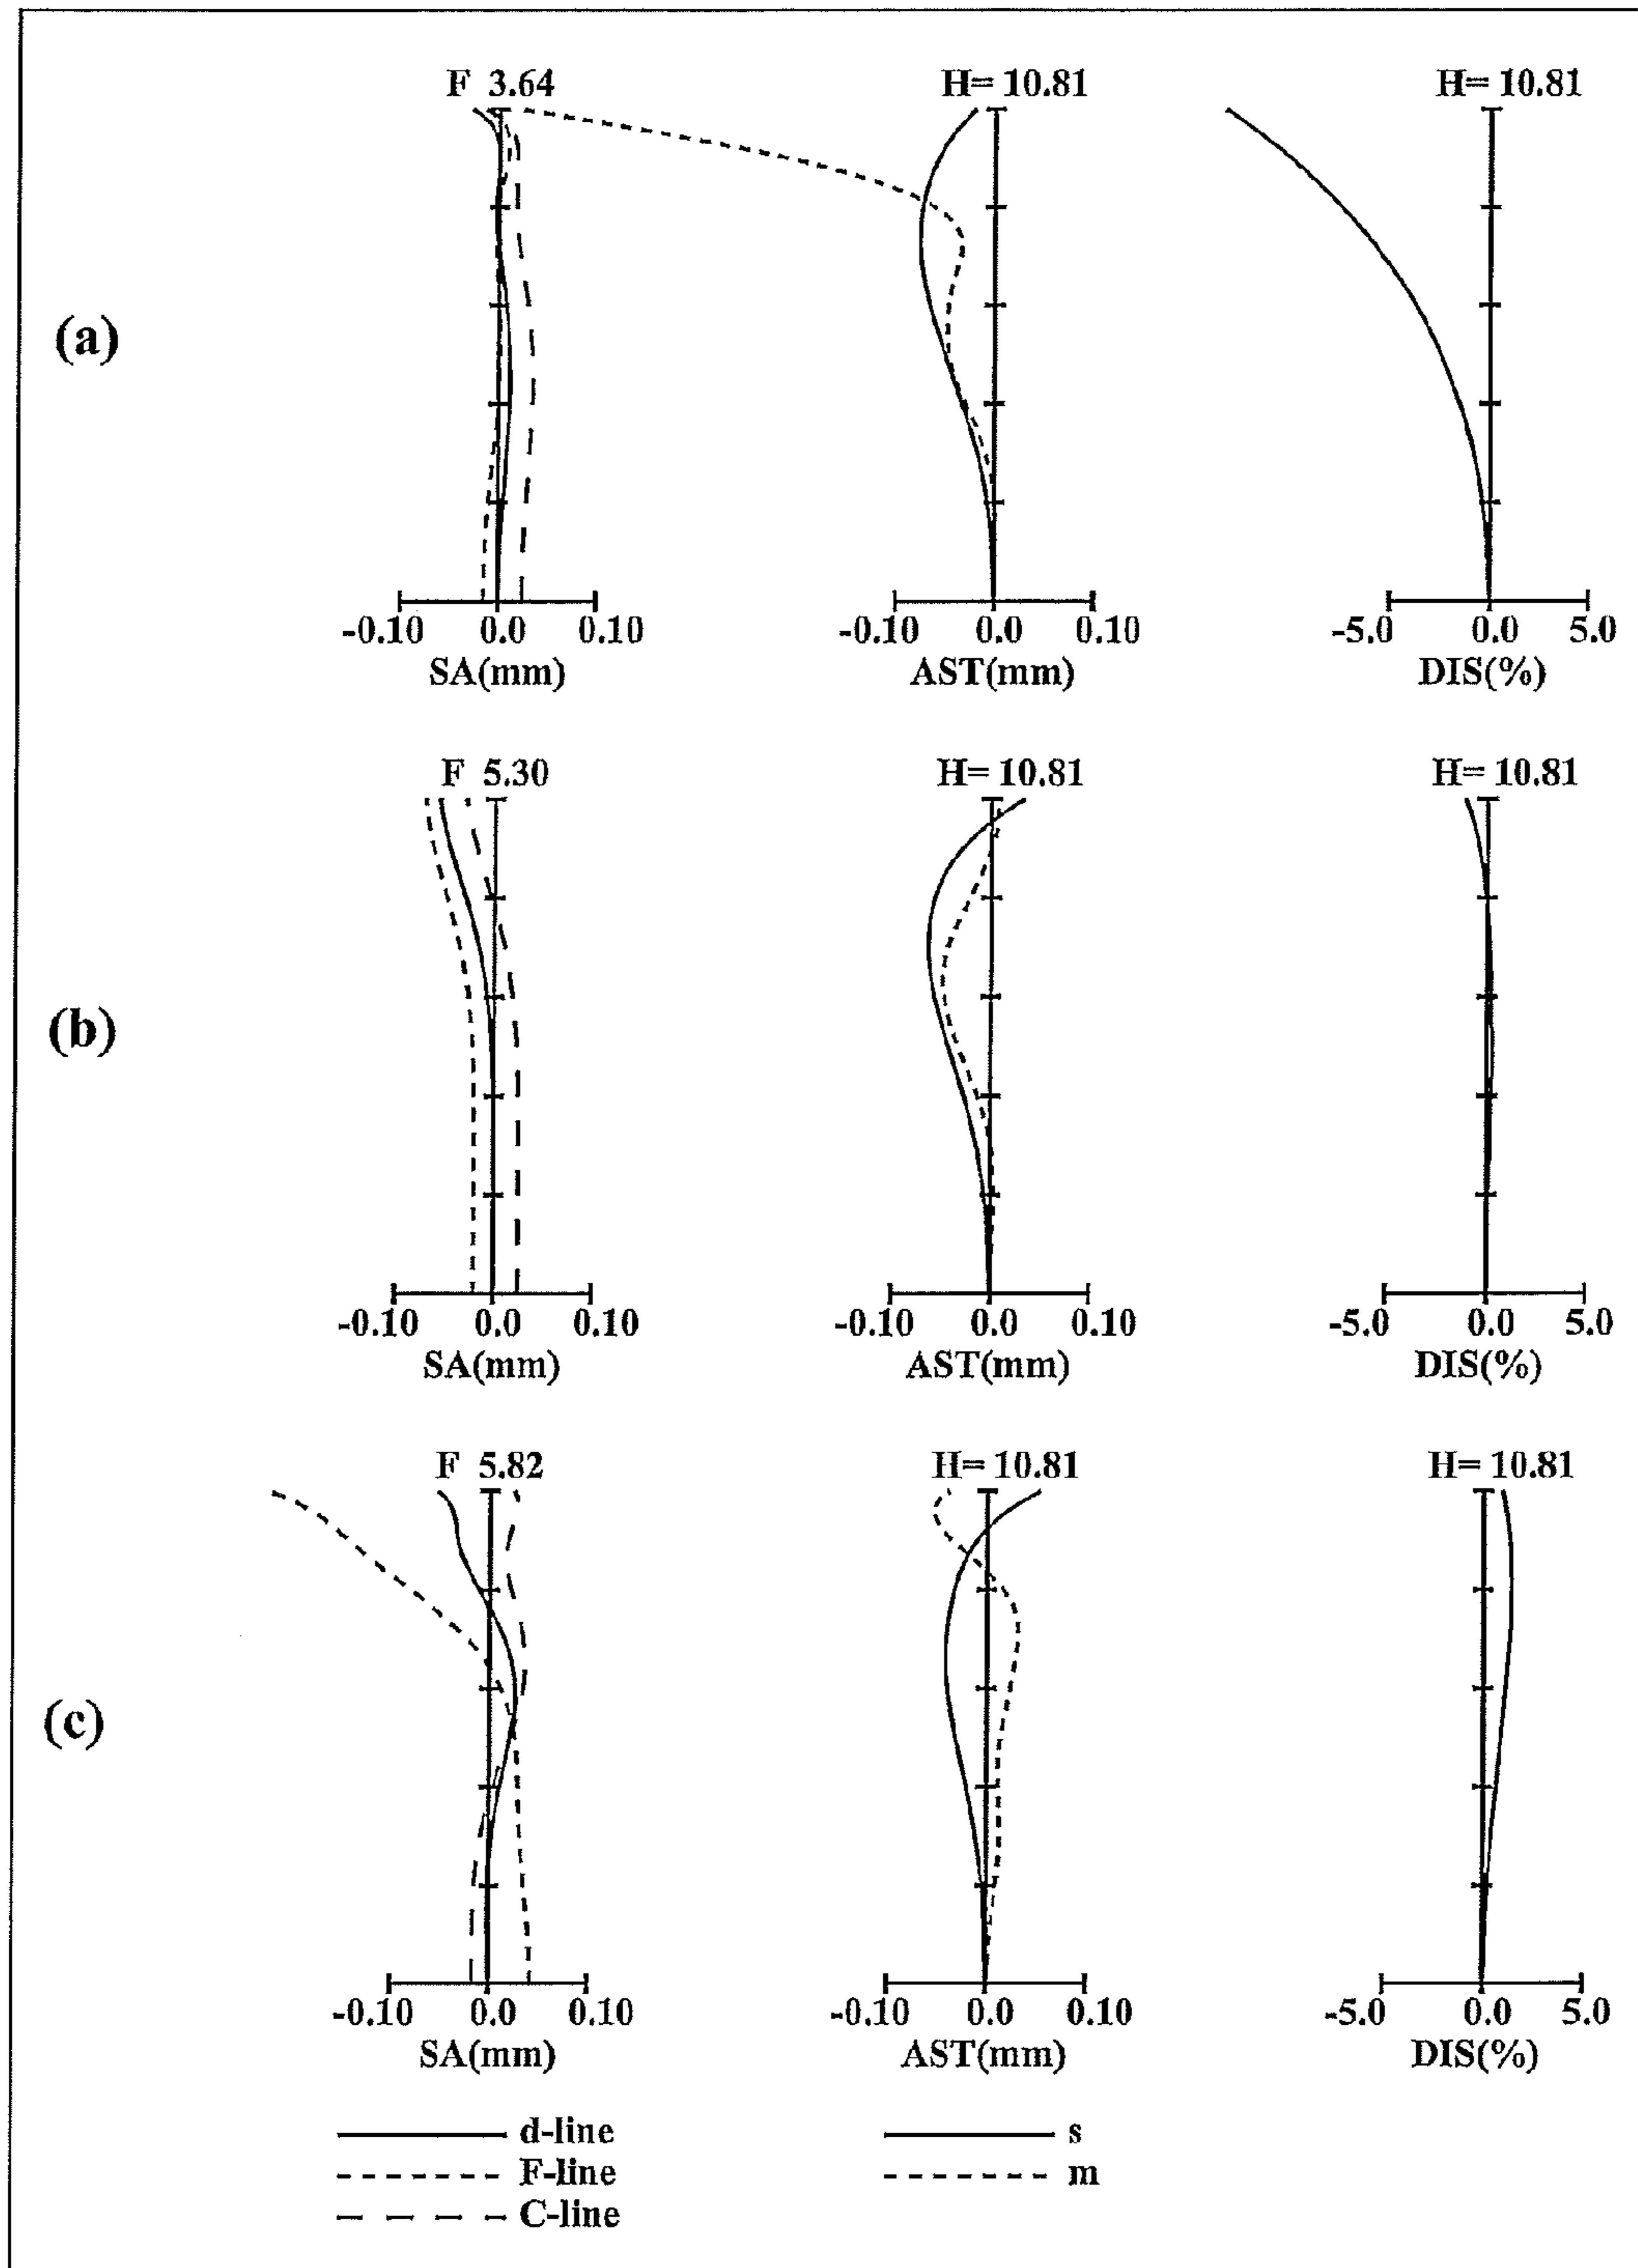 F 3.64 H= 10.81 H= 10.81
(a)
-0.10 0.0 0.10 -0.10 0.0 0.10 -5.0 0.0 5.0
SA(mm) AST(mm) DIS(%)
F 5.30 H= 10.81 H= 10.81
(b)
-0.10 0.0 0.10 -0.10 0.0 0.10 -5.0 0.0 5.0
SA(mm) AST(mm) DIS(%)
F 5.82 H= 10.81 H= 10.81
(c)
-0.10 0.0 0.10 -0.10 0.0 0.10 -5.0 0.0 5.0
SA(mm) AST(mm) DIS(%)
d-line s
F-line m
C-line